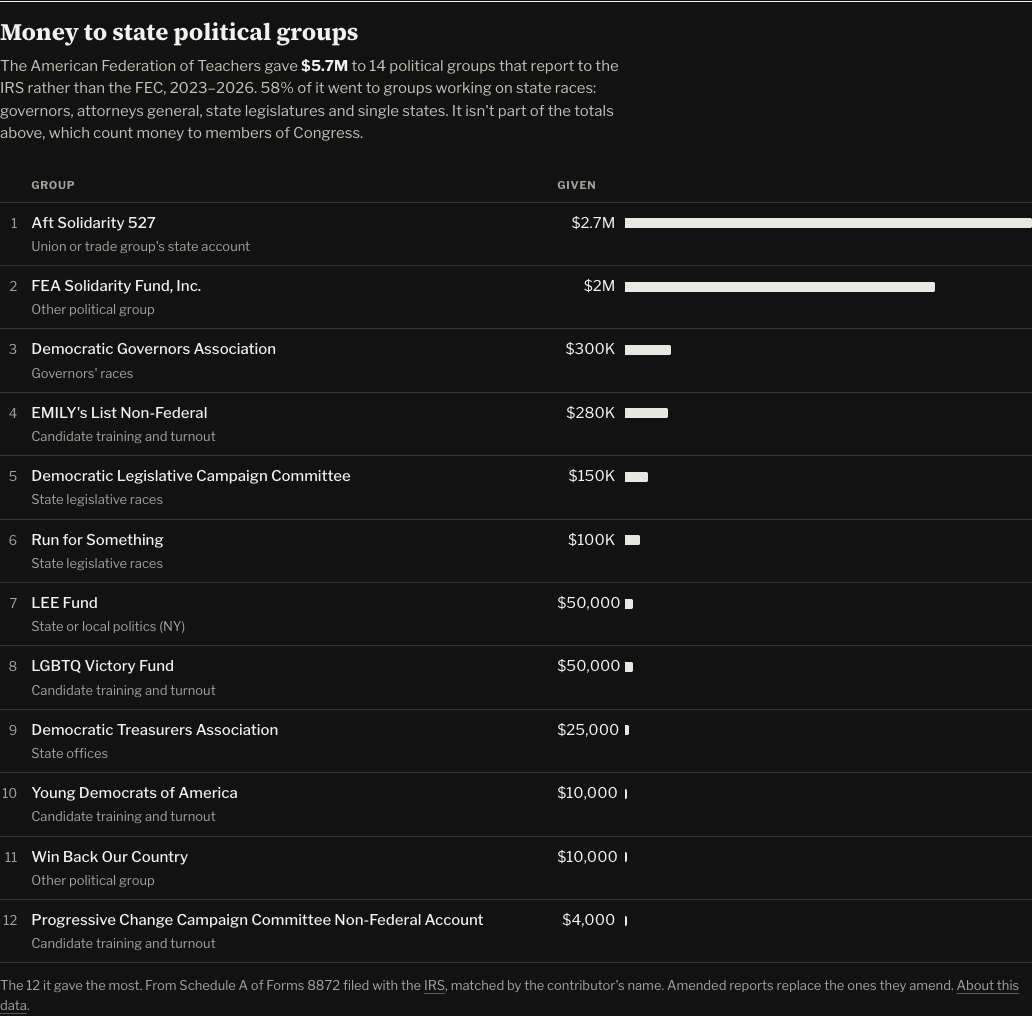 Money to state political groups
The American Federation of Teachers gave $5.7M to 14 political groups that report to the
IRS rather than the FEC, 2023–2026. 58% of it went to groups working on state races:
governors, attorneys general, state legislatures and single states. It isn't part of the totals
above, which count money to members of Congress.
GROUP GIVEN
1 Aft Solidarity 527 $2.7M
Union or trade group's state account
2 FEA Solidarity Fund, Inc. $2M
Other political group
3 Democratic Governors Association $300K
Governors' races
4 EMILY's List Non-Federal $280K
Candidate training and turnout
5 Democratic Legislative Campaign Committee $150K
State legislative races
6 Run for Something $100K
State legislative races
7 LEE Fund $50,000
State or local politics (NY)
8 LGBTQ Victory Fund $50,000
Candidate training and turnout
9 Democratic Treasurers Association $25,000
State offices
10 Young Democrats of America $10,000
Candidate training and turnout
11 Win Back Our Country $10,000
Other political group
12 Progressive Change Campaign Committee Non-Federal Account $4,000
Candidate training and turnout
The 12 it gave the most. From Schedule A of Forms 8872 filed with the IRS, matched by the contributor's name. Amended reports replace the ones they amend. About this
data.